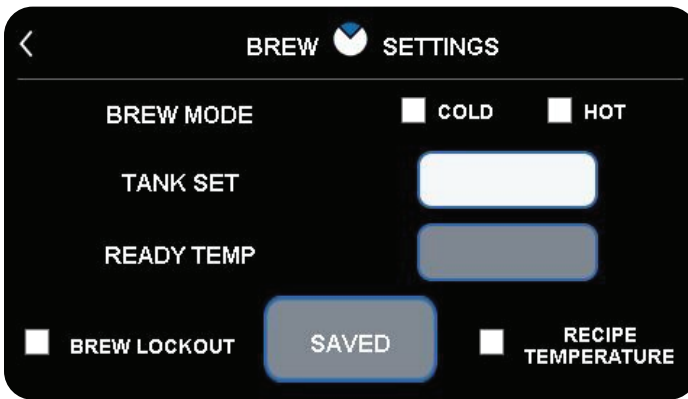 BREW SETTINGS
BREW MODE COLD HOT
TANK SET
READY TEMP
BREW LOCKOUT SAVED RECIPE
TEMPERATURE